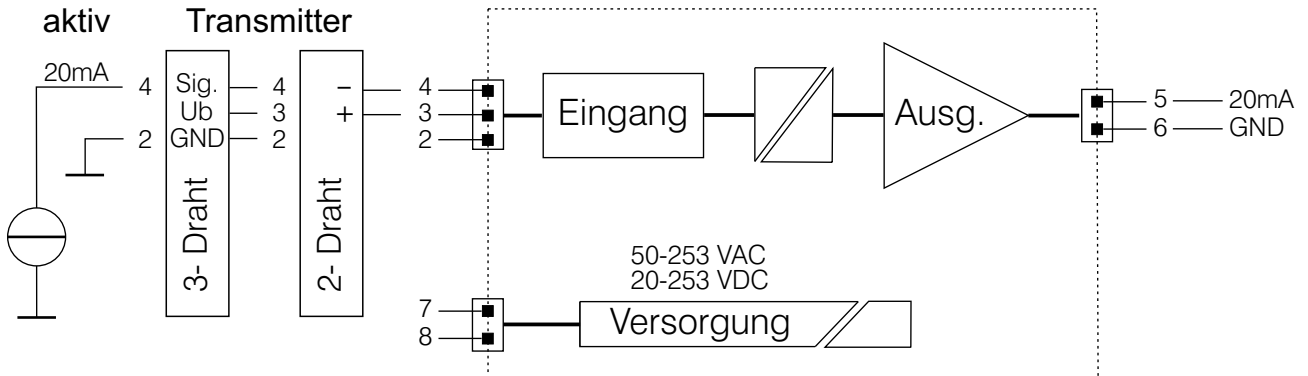 aktiv Transmitter
20mA 4 Sig. 4 − 4
Ub 3 + 3
2 GND 2 2
3- Draht
2- Draht
Eingang
Ausg.
5 20mA
6 GND
50-253 VAC
20-253 VDC
7
8
Versorgung